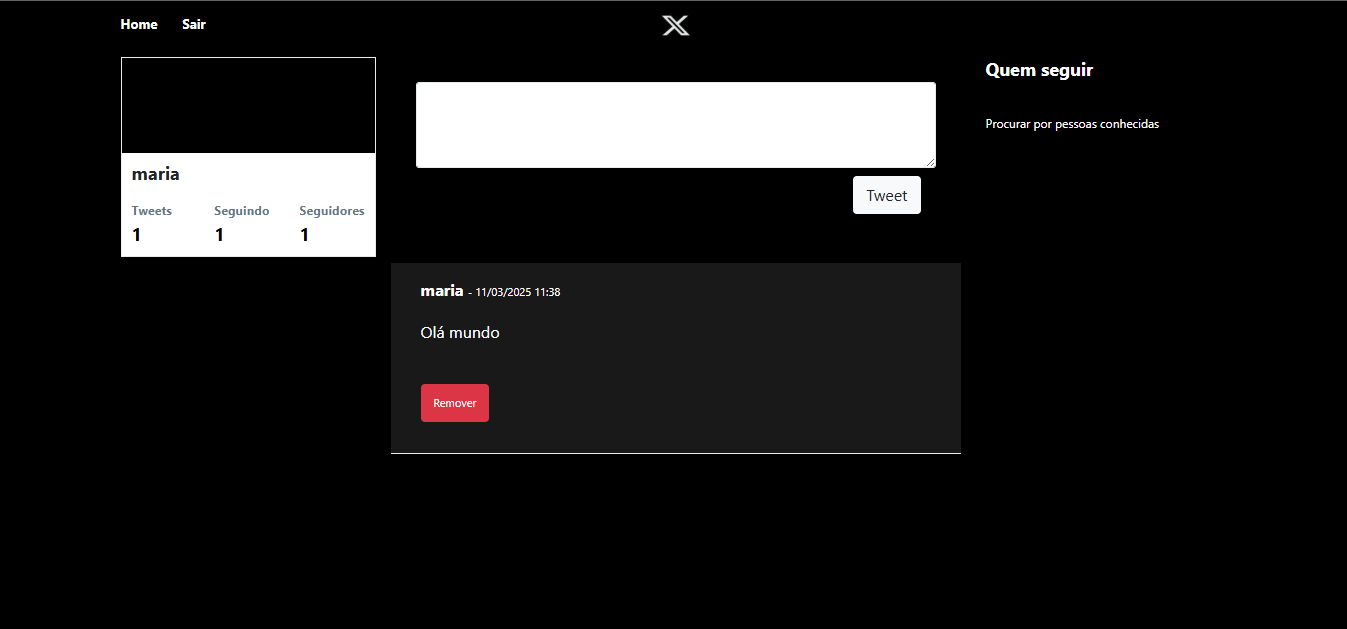 Home Sair
Quem seguir
Procurar por pessoas conhecidas
maria
Tweets Seguindo Seguidores
1 1 1
Tweet
maria - 11/03/2025 11:38
Olá mundo
Remover